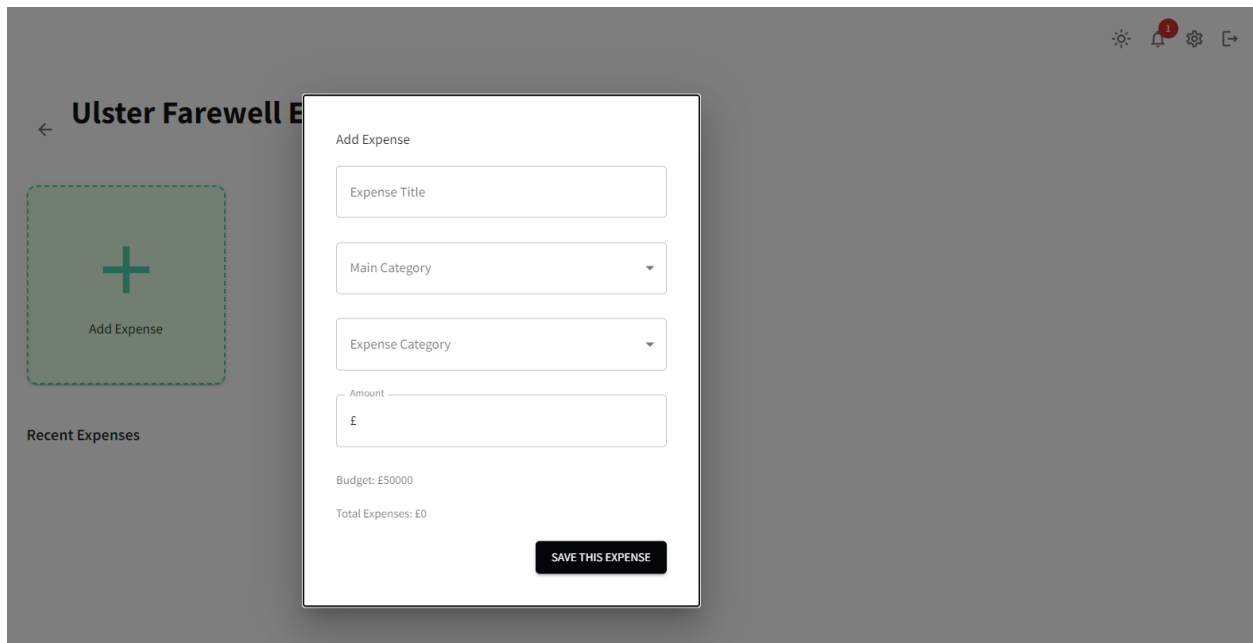 1
Ulster Farewell E
Add Expense
Recent Expenses
Add Expense
Expense Title
Main Category
Expense Category
Amount
£
Budget: £50000
Total Expenses: £0
SAVE THIS EXPENSE